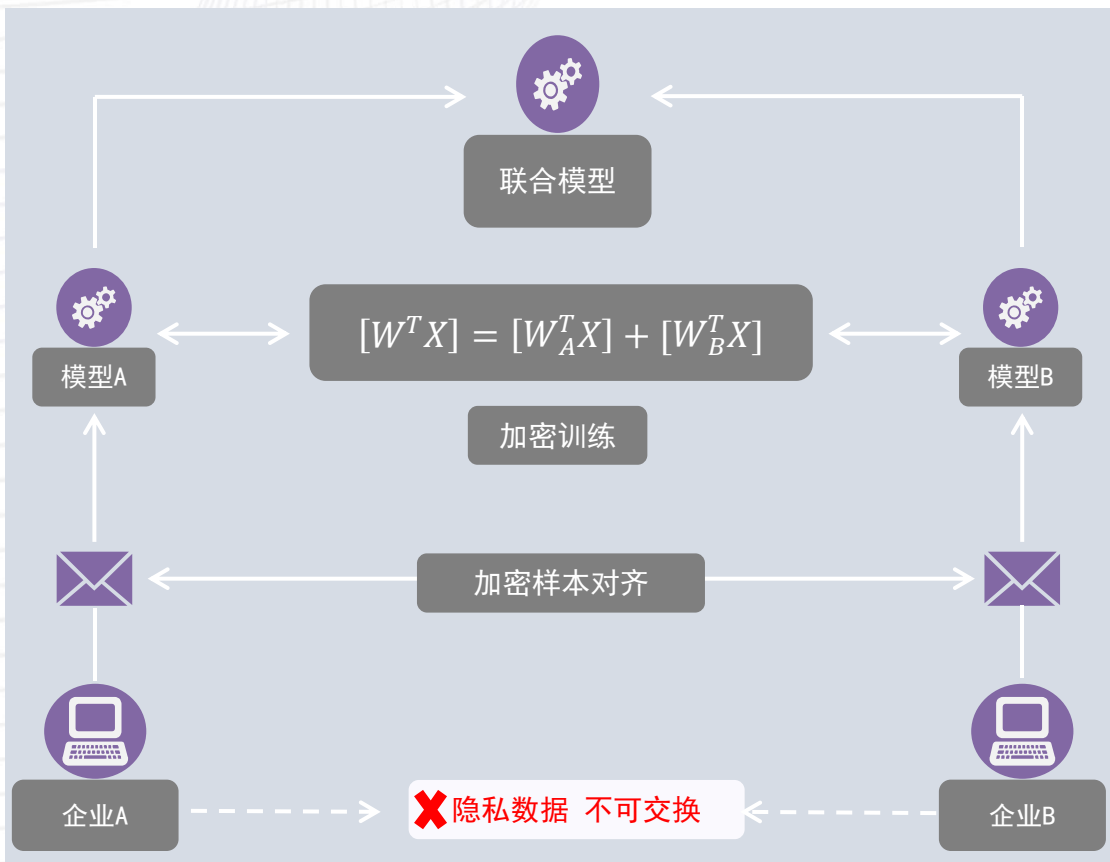 联合模型
[W^T X] = [W_A^T X] + [W_B^T X]
模型A
模型B
加密训练
加密样本对齐
企业A
隐私数据 不可交换
企业B